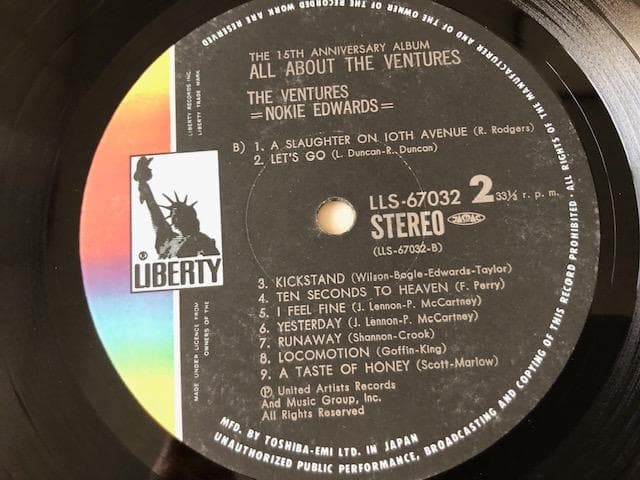 THE 15TH ANNIVERSARY ALBUM
ALL ABOUT THE VENTURES
THE VENTURES
=NOKIE EDWARDS=
B) 1. A SLAUGHTER ON 10TH AVENUE (R. Rodgers)
2. LET'S GO (L. Duncan-R. Duncan)
LLS-67032 2 33⅓ r. p. m.
STEREO JASRAC
(LLS-67032-B)
LIBERTY
3. KICKSTAND (Wilson-Bogle-Edwards-Taylor)
4. TEN SECONDS TO HEAVEN (F. Perry)
5. I FEEL FINE (J. Lennon-P. McCartney)
6. YESTERDAY (J. Lennon-P. McCartney)
7. RUNAWAY (Shannon-Crook)
8. LOCOMOTION (Goffin-King)
9. A TASTE OF HONEY (Scott-Marlow)
Ⓟ United Artists Records
And Music Group, Inc.
All Rights Reserved
LIBERTY RECORDS INC.
LIBERTY TRADE MARK
MADE UNDER LICENCE FROM
OWNERS OF THE
MFD. BY TOSHIBA-EMI LTD. IN JAPAN
ALL RIGHTS OF THE MANUFACTURER AND OF THE OWNER OF THE RECORDED WORK ARE RESERVED.
UNAUTHORIZED PUBLIC PERFORMANCE, BROADCASTING AND COPYING OF THIS RECORD PROHIBITED.